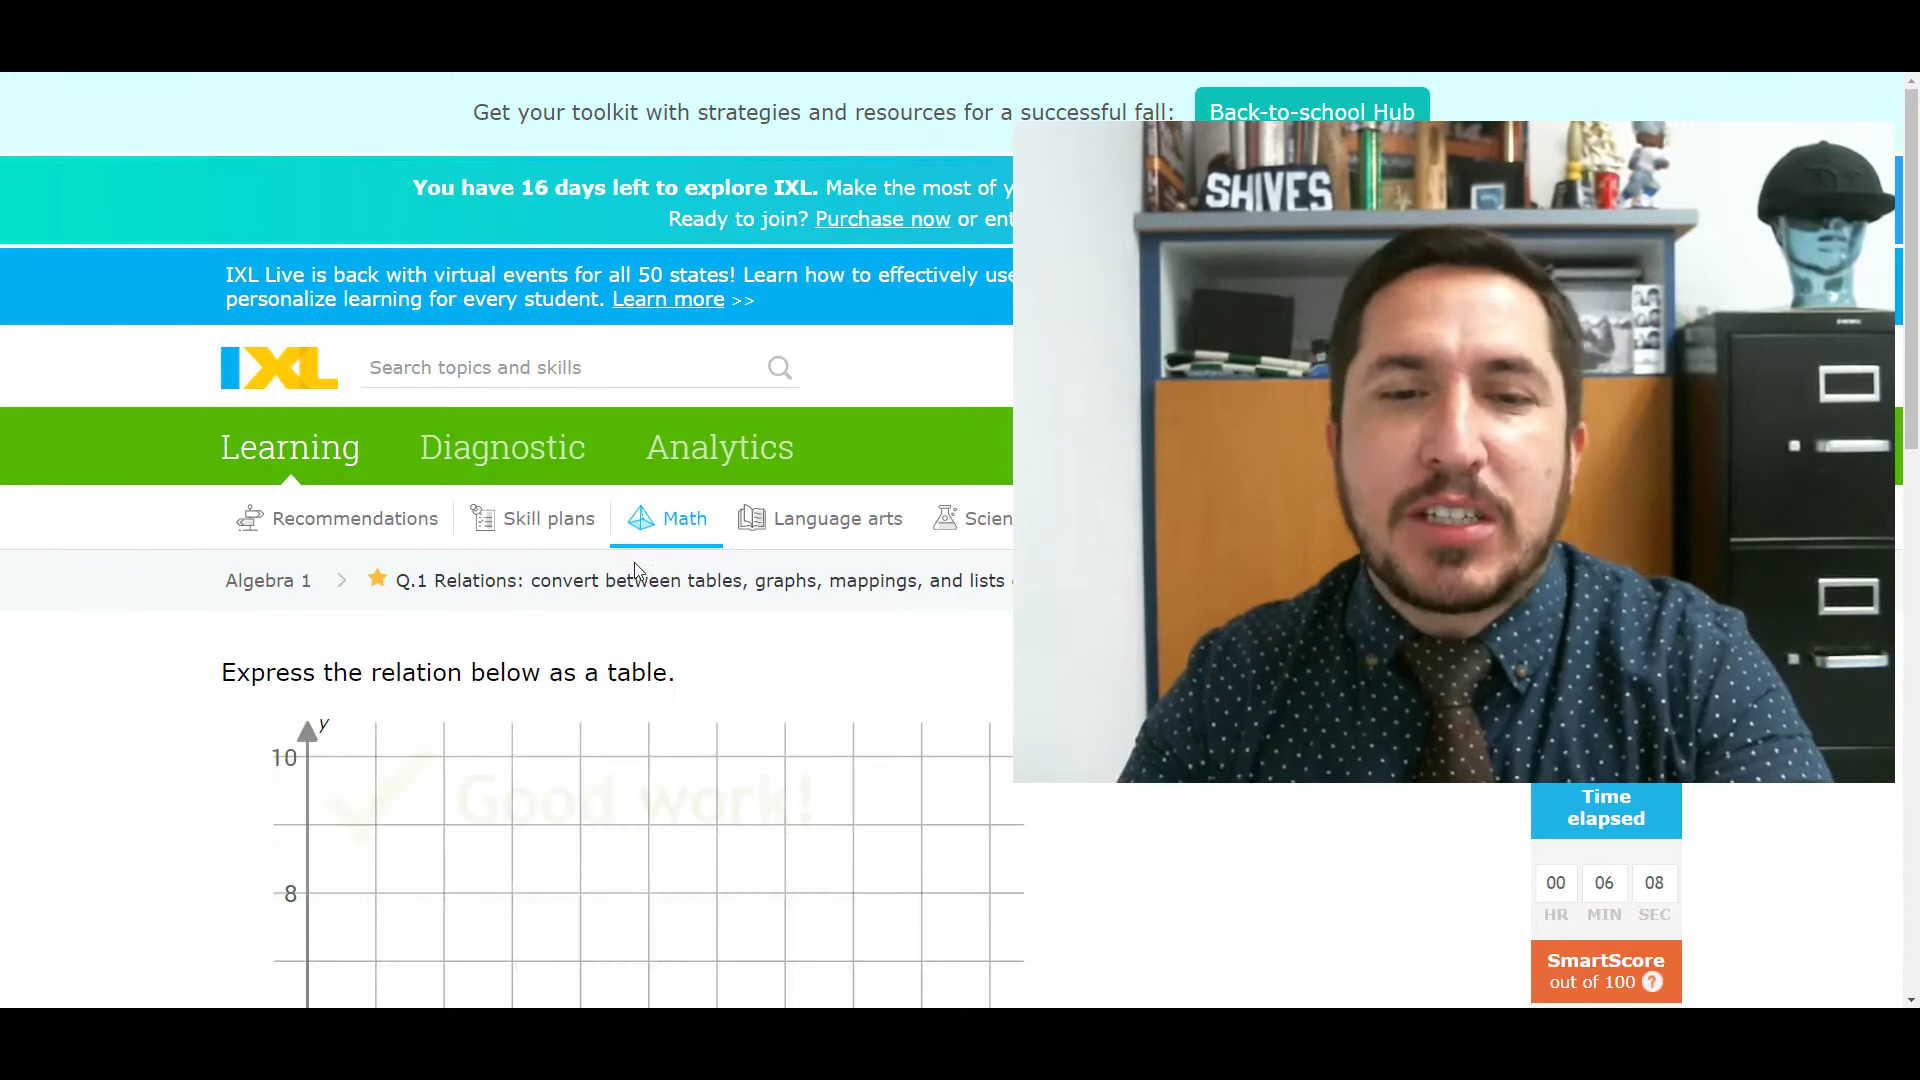 Get your toolkit with strategies and resources for a successful fall: Back-to-school Hub
You have 16 days left to explore IXL. Make the most of y
Ready to join? Purchase now or ent
IXL Live is back with virtual events for all 50 states! Learn how to effectively use
personalize learning for every student. Learn more >>
SHIVES
IXL Search topics and skills
Learning Diagnostic Analytics
Recommendations Skill plans Math Language arts Scien
Algebra 1 > Q.1 Relations: convert between tables, graphs, mappings, and lists
Express the relation below as a table.
y
10
Good work!
8
Time
elapsed
00 06 08
HR MIN SEC
SmartScore
out of 100 ?